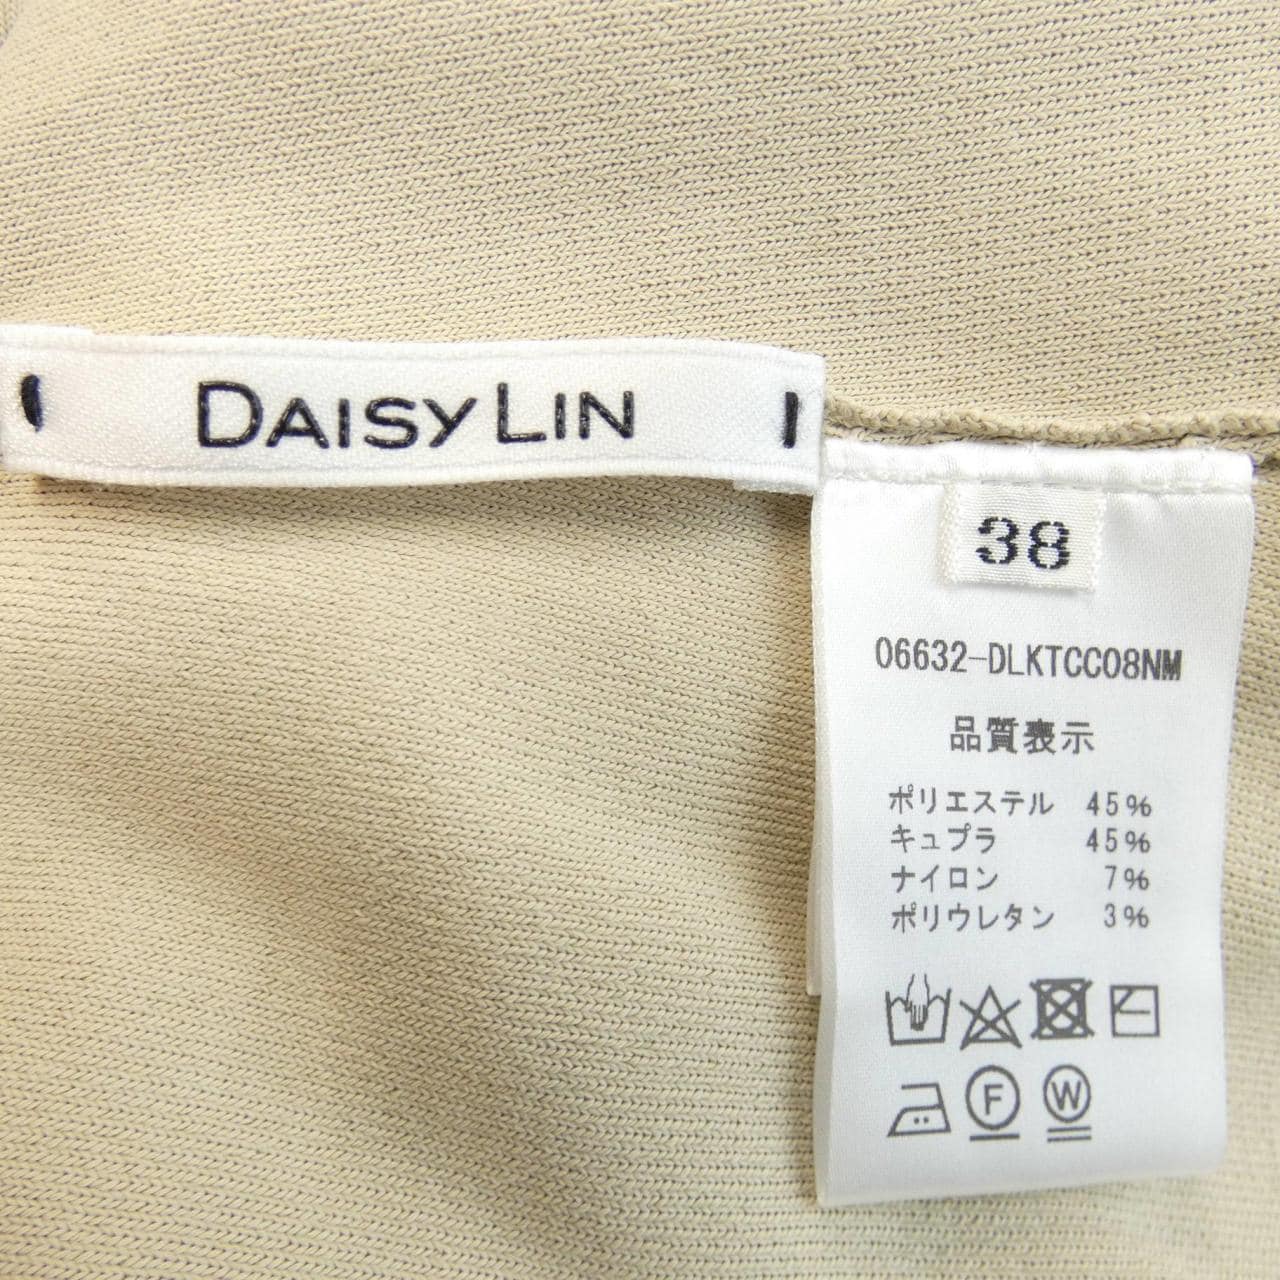 DAISY LIN
38
06632-DLKTCC08NM
品質表示
ポリエステル 45%
キュプラ 45%
ナイロン 7%
ポリウレタン 3%
F W